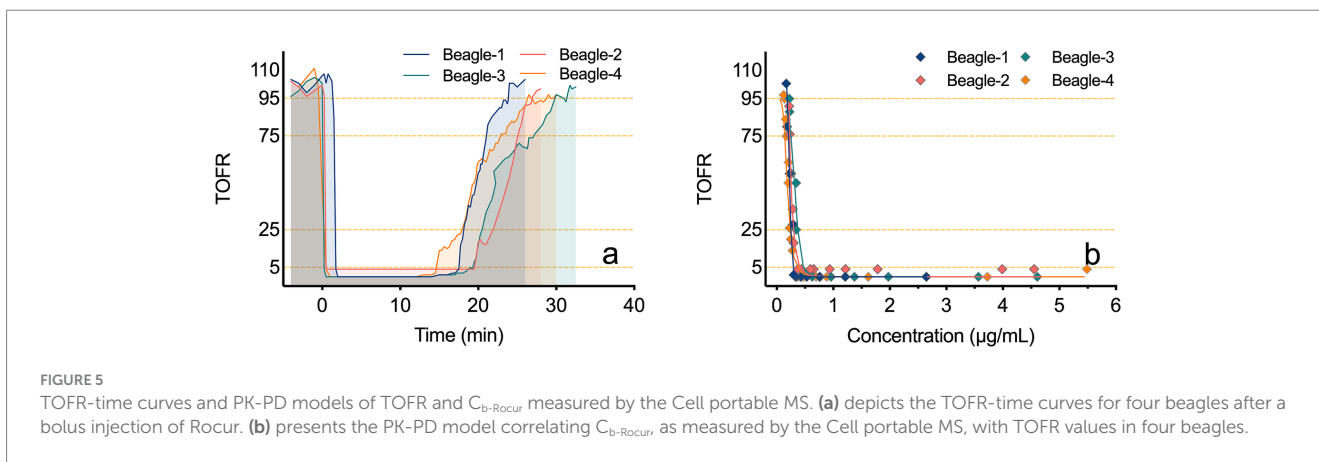 Beagle-1 Beagle-2
Beagle-3 Beagle-4
110
95
75
25
5
TOFR
0 10 20 30 40
Time (min)
a
Beagle-1 Beagle-3
Beagle-2 Beagle-4
110
95
75
25
5
TOFR
0 1 2 3 4 5 6
Concentration (µg/mL)
b
FIGURE 5
TOFR-time curves and PK-PD models of TOFR and Cb-Rocur measured by the Cell portable MS. (a) depicts the TOFR-time curves for four beagles after a
bolus injection of Rocur. (b) presents the PK-PD model correlating Cb-Rocur, as measured by the Cell portable MS, with TOFR values in four beagles.